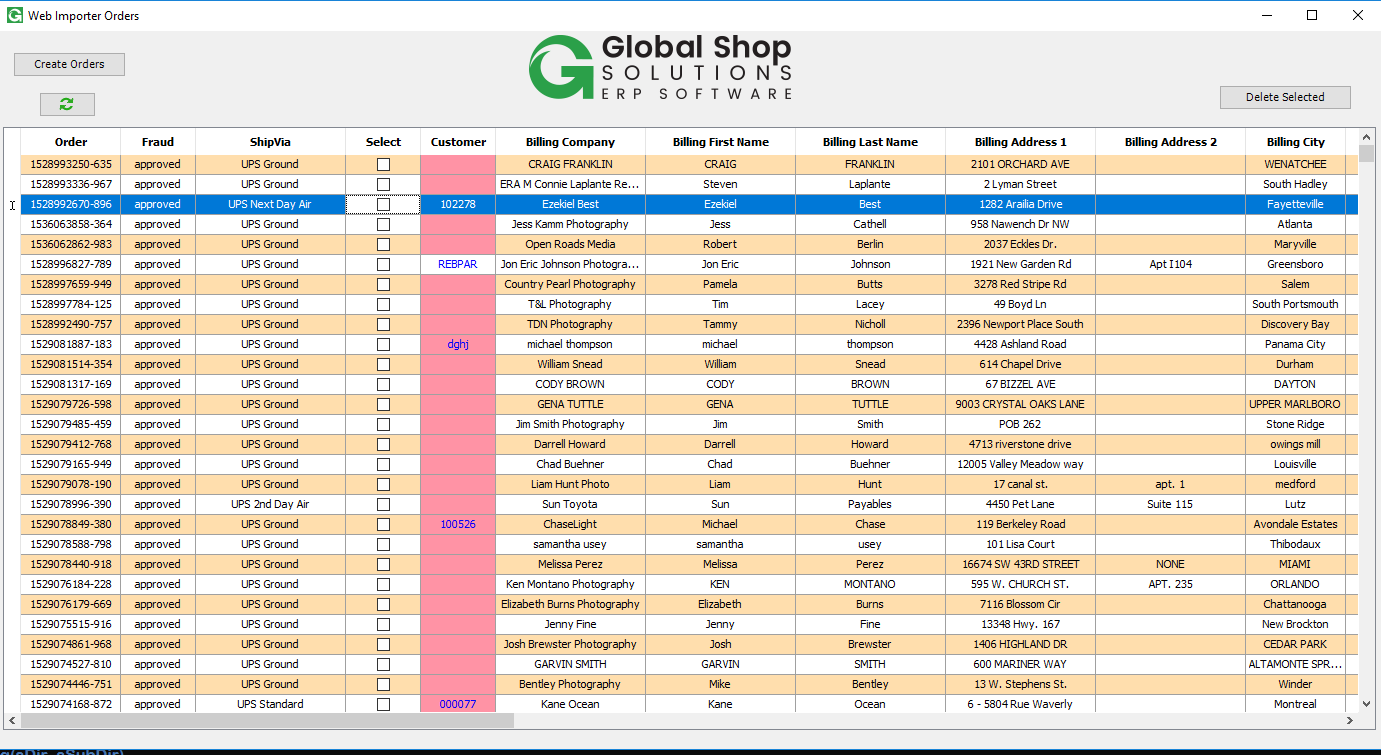 Web Importer Orders
Create Orders
Global Shop
SOLUTIONS
ERP SOFTWARE
Delete Selected
Order Fraud ShipVia Select Customer Billing Company Billing First Name Billing Last Name Billing Address 1 Billing Address 2 Billing City
1528993250-635 approved UPS Ground CRAIG FRANKLIN CRAIG FRANKLIN 2101 ORCHARD AVE WENATCHEE
1528993336-967 approved UPS Ground ERA M Connie Laplante Re... Steven Laplante 2 Lyman Street South Hadley
1528992670-896 approved UPS Next Day Air 102278 Ezekiel Best Ezekiel Best 1282 Arailia Drive Fayetteville
1536063858-364 approved UPS Ground Jess Kamm Photography Jess Cathell 958 Nawench Dr NW Atlanta
1536062862-983 approved UPS Ground Open Roads Media Robert Berlin 2037 Eckles Dr. Maryville
1528996827-789 approved UPS Ground REBPAR Jon Eric Johnson Photogra... Jon Eric Johnson 1921 New Garden Rd Apt I104 Greensboro
1528997659-949 approved UPS Ground Country Pearl Photography Pamela Butts 3278 Red Stripe Rd Salem
1528997784-125 approved UPS Ground T&L Photography Tim Lacey 49 Boyd Ln South Portsmouth
1528992490-757 approved UPS Ground TDN Photography Tammy Nicholl 2396 Newport Place South Discovery Bay
1529081887-183 approved UPS Ground dghj michael thompson michael thompson 4428 Ashland Road Panama City
1529081514-354 approved UPS Ground William Snead William Snead 614 Chapel Drive Durham
1529081317-169 approved UPS Ground CODY BROWN CODY BROWN 67 BIZZEL AVE DAYTON
1529079726-598 approved UPS Ground GENA TUTTLE GENA TUTTLE 9003 CRYSTAL OAKS LANE UPPER MARLBORO
1529079485-459 approved UPS Ground Jim Smith Photography Jim Smith POB 262 Stone Ridge
1529079412-768 approved UPS Ground Darrell Howard Darrell Howard 4713 riverstone drive owings mill
1529079165-949 approved UPS Ground Chad Buehner Chad Buehner 12005 Valley Meadow way Louisville
1529079078-190 approved UPS Ground Liam Hunt Photo Liam Hunt 17 canal st. apt. 1 medford
1529078996-390 approved UPS 2nd Day Air Sun Toyota Sun Payables 4450 Pet Lane Suite 115 Lutz
1529078849-380 approved UPS Ground 100526 ChaseLight Michael Chase 119 Berkeley Road Avondale Estates
1529078588-798 approved UPS Ground samantha usey samantha usey 101 Lisa Court Thibodaux
1529078440-918 approved UPS Ground Melissa Perez Melissa Perez 16674 SW 43RD STREET NONE MIAMI
1529076184-228 approved UPS Ground Ken Montano Photography KEN MONTANO 595 W. CHURCH ST. APT. 235 ORLANDO
1529076179-669 approved UPS Ground Elizabeth Burns Photography Elizabeth Burns 7116 Blossom Cir Chattanooga
1529075515-916 approved UPS Ground Jenny Fine Jenny Fine 13348 Hwy. 167 New Brockton
1529074861-968 approved UPS Ground Josh Brewster Photography Josh Brewster 1406 HIGHLAND DR CEDAR PARK
1529074527-810 approved UPS Ground GARVIN SMITH GARVIN SMITH 600 MARINER WAY ALTAMONTE SPR...
1529074446-751 approved UPS Ground Bentley Photography Mike Bentley 13 W. Stephens St. Winder
1529074168-872 approved UPS Standard 000077 Kane Ocean Kane Ocean 6 - 5804 Rue Waverly Montreal